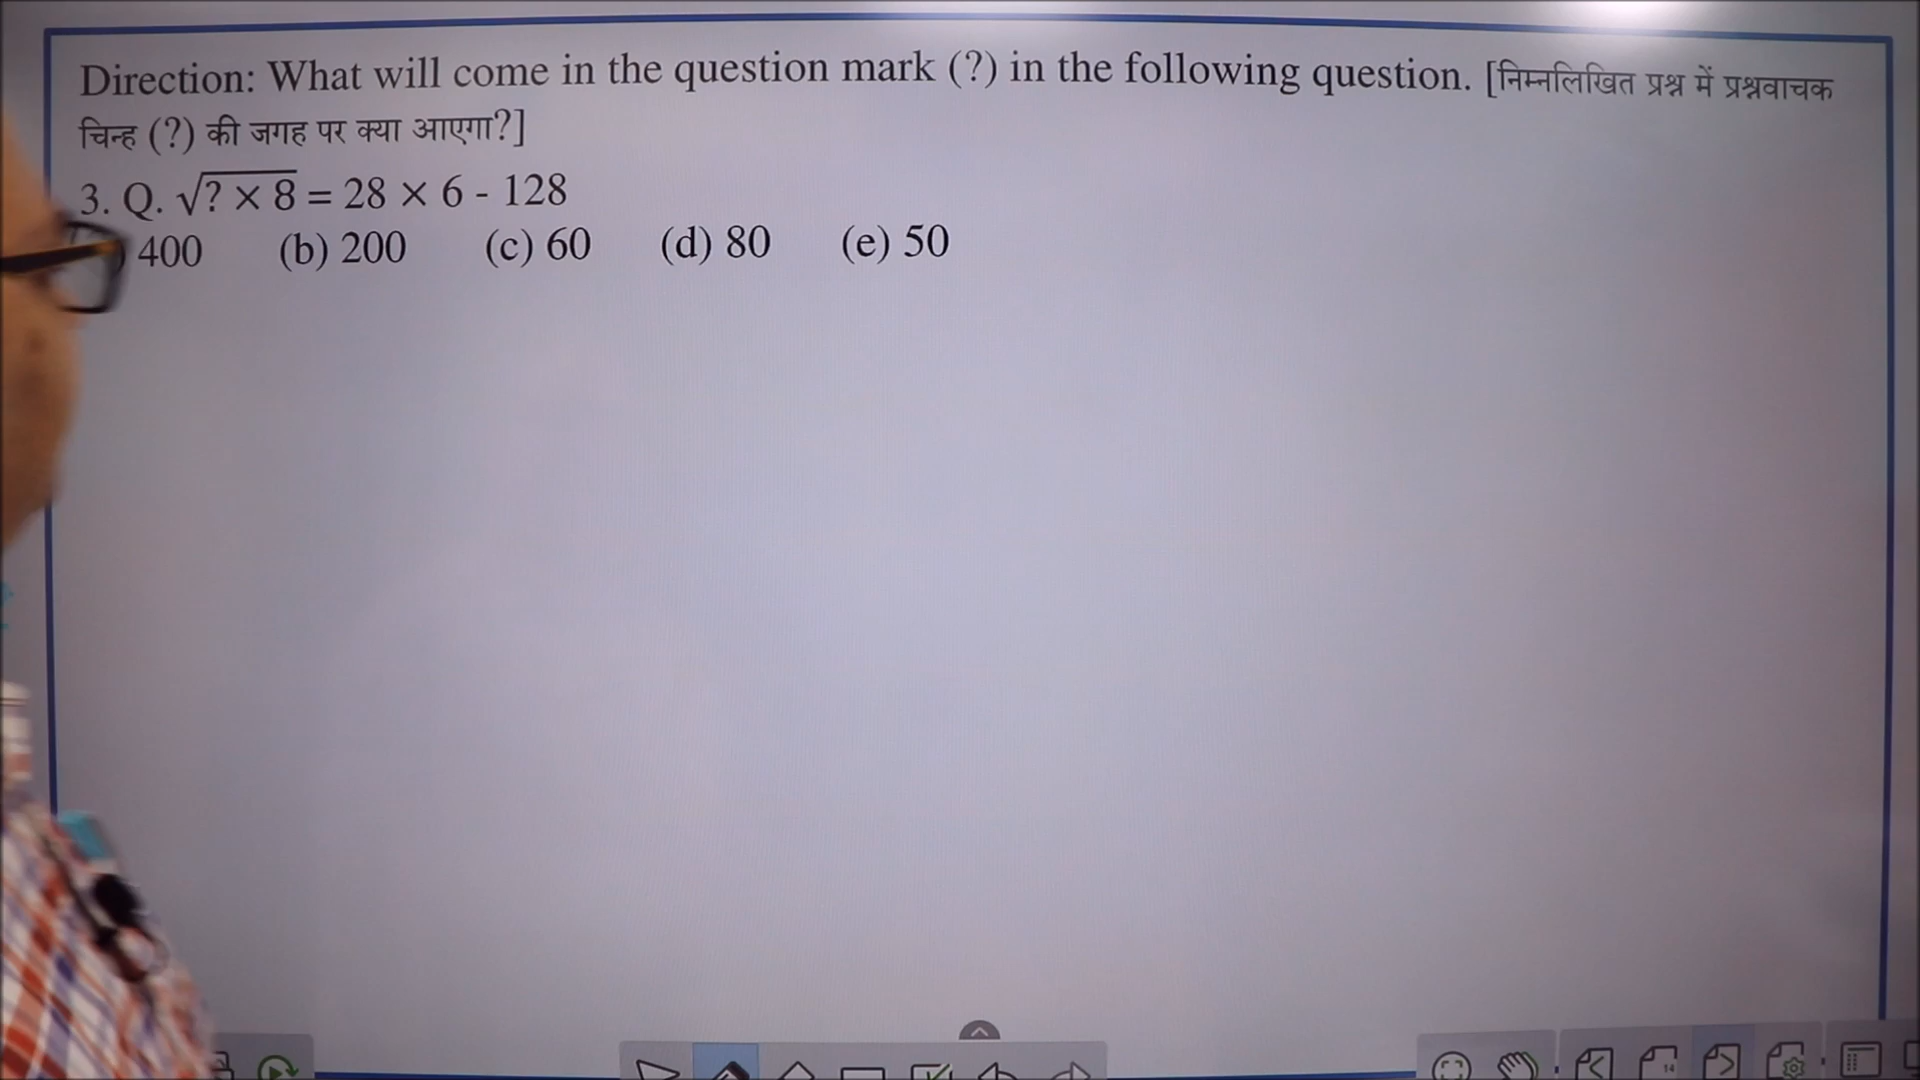 Direction: What will come in the question mark (?) in the following question. [निम्नलिखित प्रश्न में प्रश्नवाचक
चिन्ह (?) की जगह पर क्या आएगा?]
3. Q. √? × 8 = 28 × 6 - 128
) 400 (b) 200 (c) 60 (d) 80 (e) 50
14